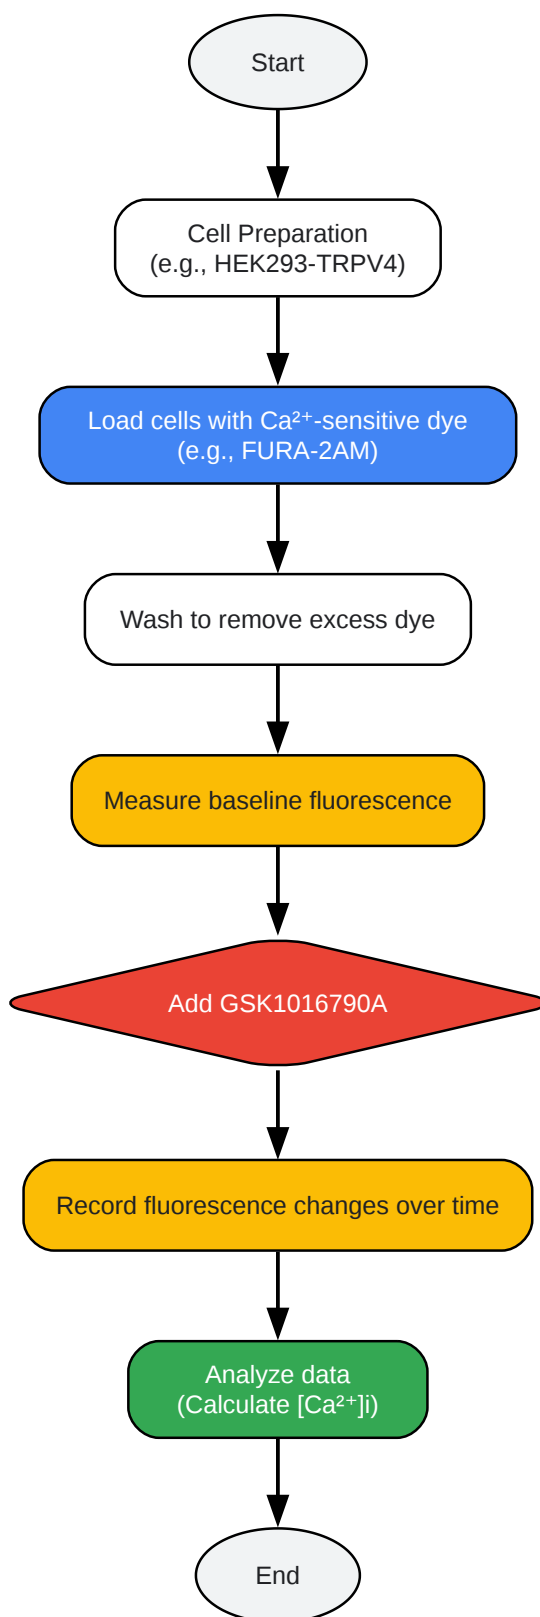 Start
Cell Preparation
(e.g., HEK293-TRPV4)
Load cells with Ca²⁺-sensitive dye
(e.g., FURA-2AM)
Wash to remove excess dye
Measure baseline fluorescence
Add GSK1016790A
Record fluorescence changes over time
Analyze data
(Calculate [Ca²⁺]i)
End